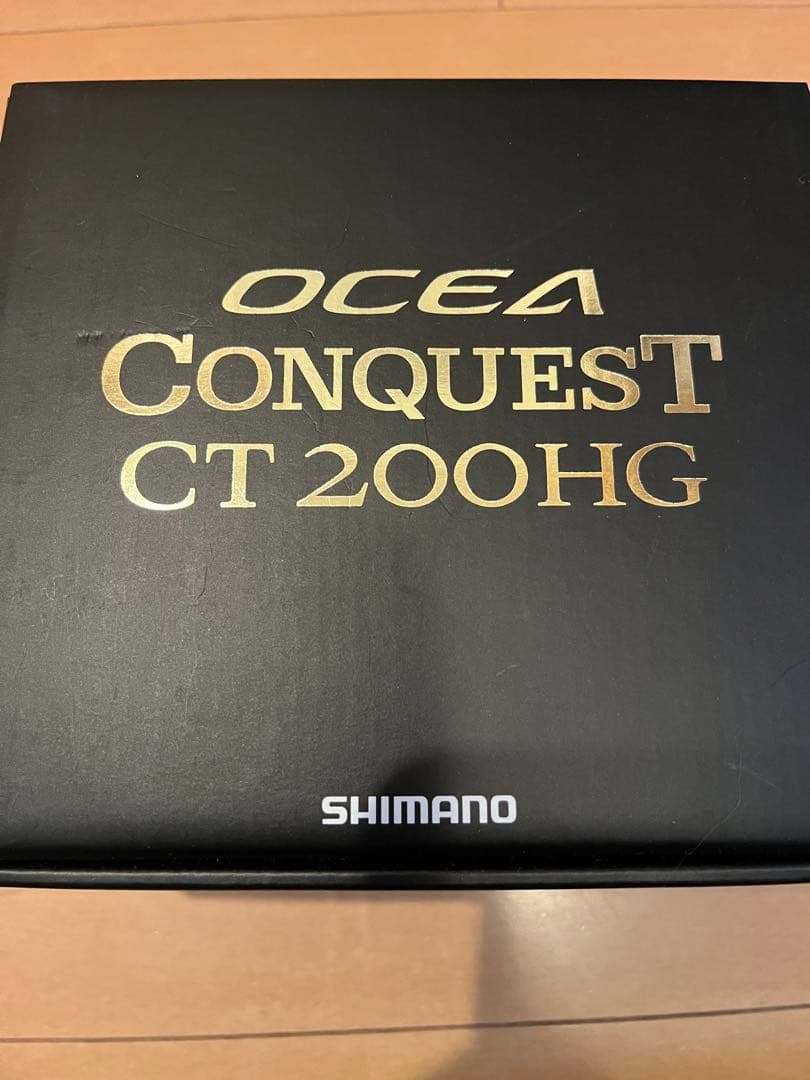 OCEA
CONQUEST
CT 200HG
SHIMANO